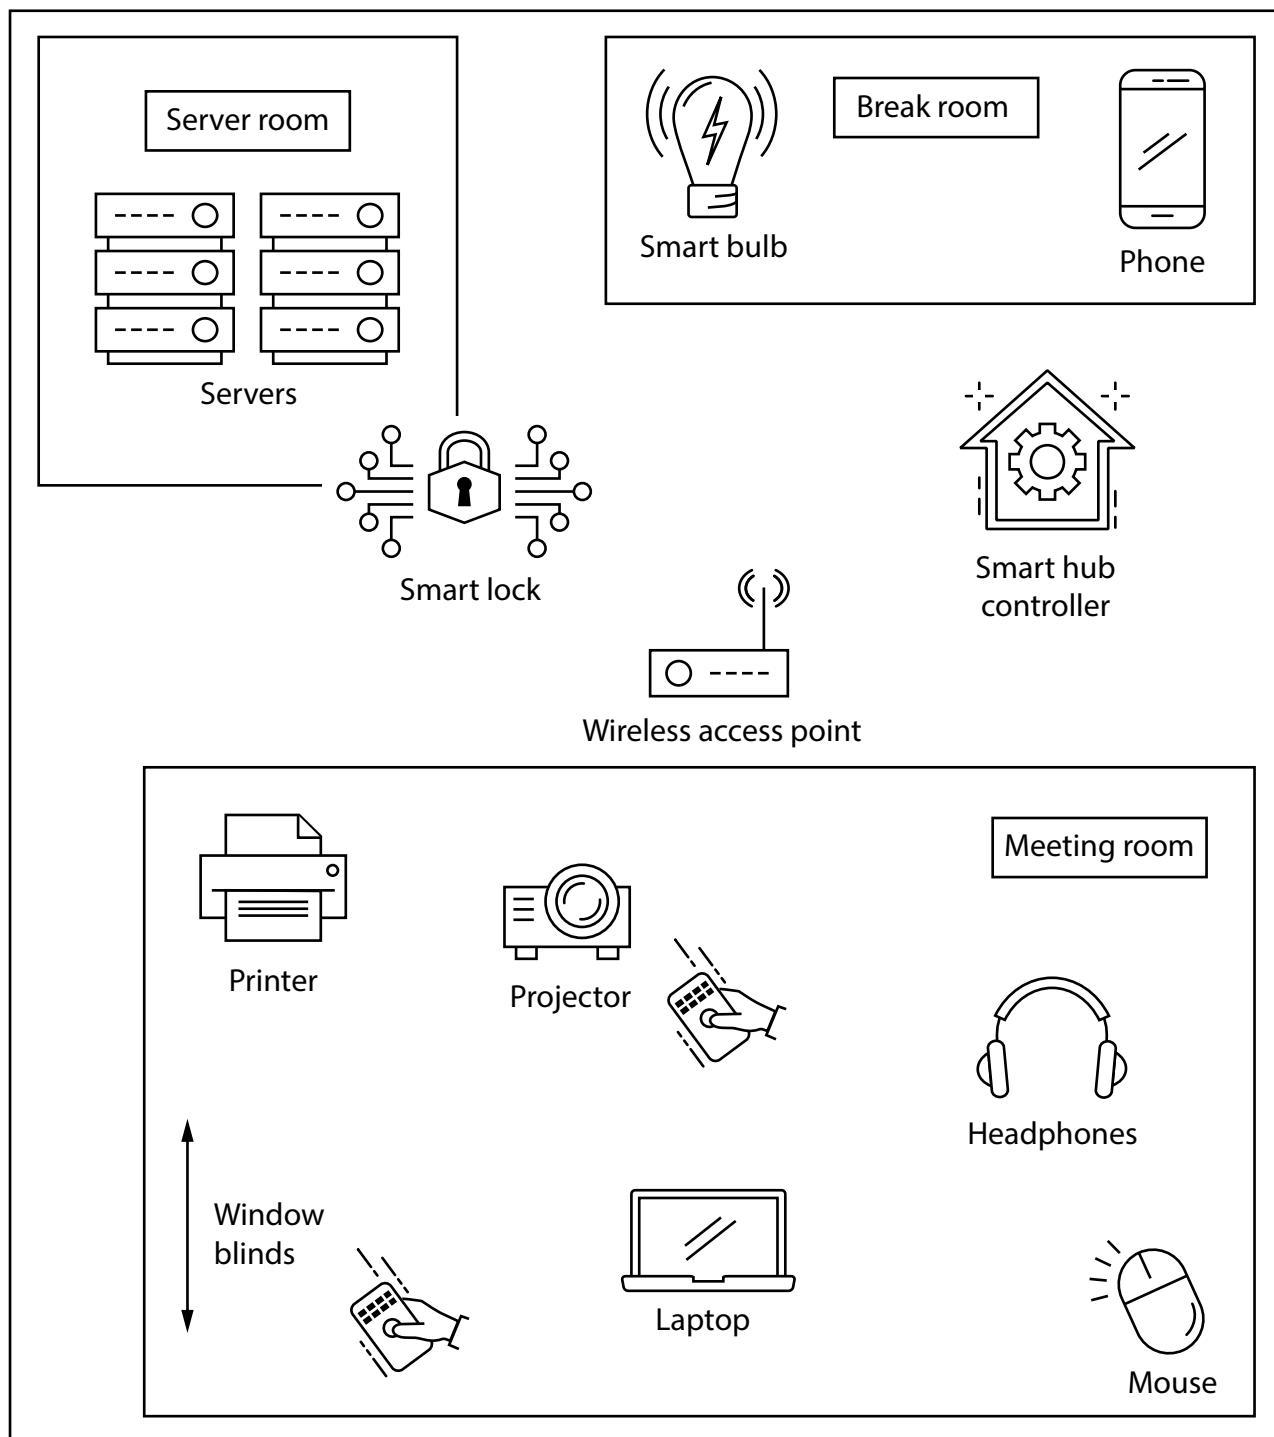 Server room
Break room
Smart bulb
Phone
Servers
Smart lock
Smart hub
controller
Wireless access point
Meeting room
Printer
Projector
Headphones
Window
blinds
Laptop
Mouse